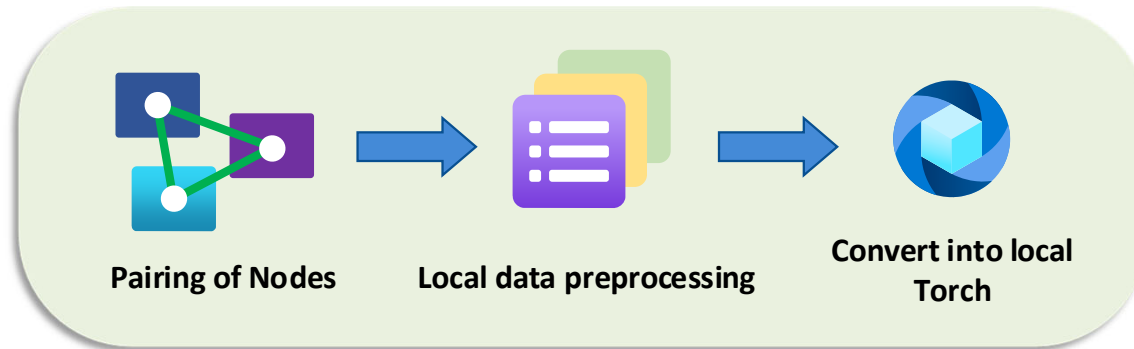 Pairing of Nodes
Local data preprocessing
Convert into local
Torch